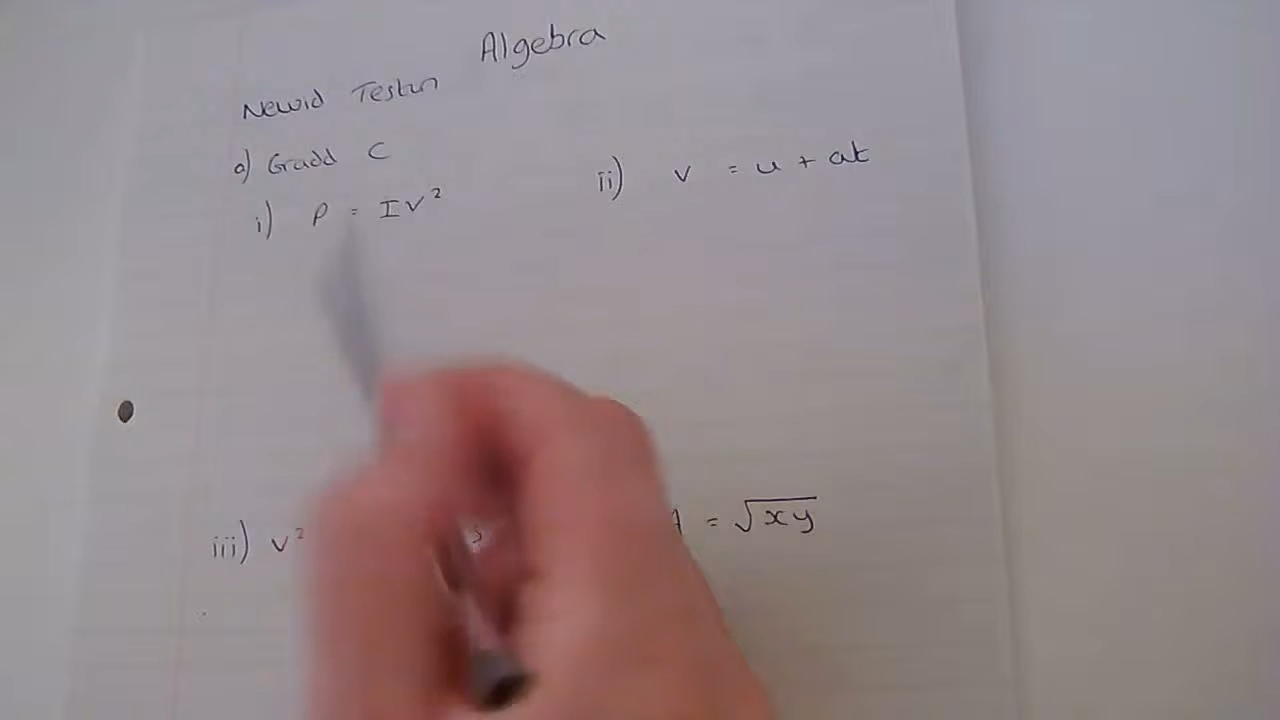 Algebra
Newid Testun
a) Gradd C
i) P = IV²
ii) v = u + at
iii) v²
s
A = √xy